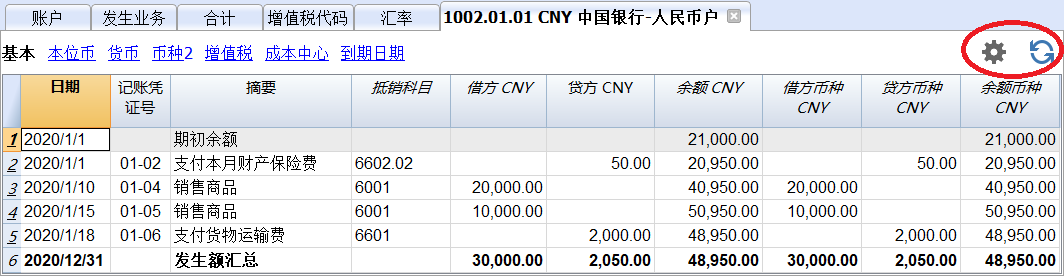 账户 发生业务 合计 增值税代码 汇率 1002.01.01 CNY 中国银行-人民币户
基本 本位币 货币 币种2 增值税 成本中心 到期日期
日期 记账凭证号 摘要 抵销科目 借方 CNY 贷方 CNY 余额 CNY 借方币种 CNY 贷方币种 CNY 余额币种 CNY
1 2020/1/1 期初余额 21,000.00 21,000.00
2 2020/1/1 01-02 支付本月财产保险费 6602.02 50.00 20,950.00 50.00 20,950.00
3 2020/1/10 01-04 销售商品 6001 20,000.00 40,950.00 20,000.00 40,950.00
4 2020/1/15 01-05 销售商品 6001 10,000.00 50,950.00 10,000.00 50,950.00
5 2020/1/18 01-06 支付货物运输费 6601 2,000.00 48,950.00 2,000.00 48,950.00
6 2020/12/31 发生额汇总 30,000.00 2,050.00 48,950.00 30,000.00 2,050.00 48,950.00